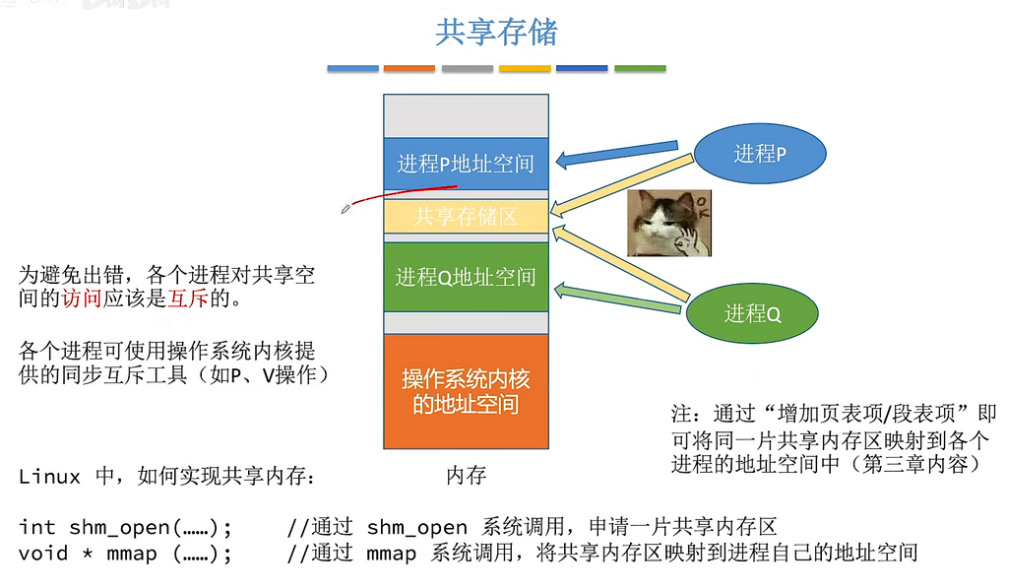 共享存储
进程P地址空间
进程P
共享存储区
O
K
进程Q地址空间
进程Q
为避免出错，各个进程对共享空
间的访问应该是互斥的。
各个进程可使用操作系统内核提
供的同步互斥工具（如P、V操作）
操作系统内核
的地址空间
注：通过“增加页表项/段表项”即
可将同一片共享内存区映射到各个
进程的地址空间中（第三章内容）
Linux 中，如何实现共享内存：
内存
int shm_open(……); //通过 shm_open 系统调用，申请一片共享内存区
void * mmap (……); //通过 mmap 系统调用，将共享内存区映射到进程自己的地址空间